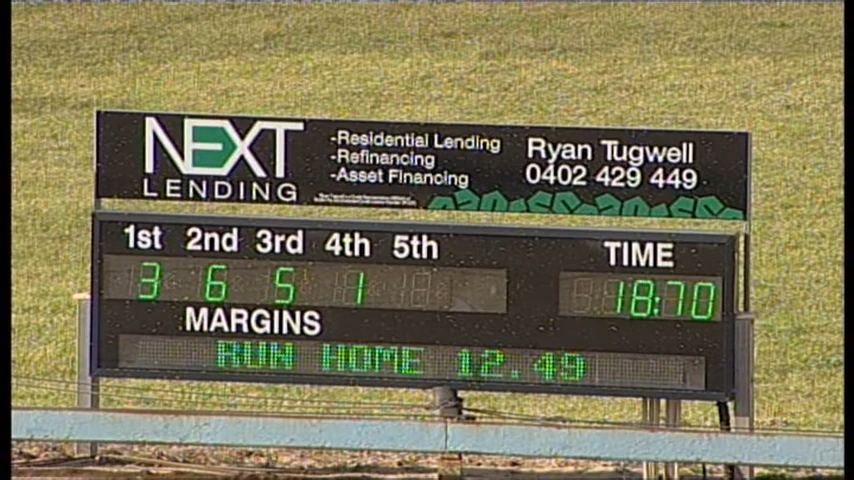 NEXT
LENDING
-Residential Lending
-Refinancing
-Asset Financing
Ryan Tugwell
0402 429 449
1st 2nd 3rd 4th 5th TIME
3 6 5 1 18:70
MARGINS
RUN HOME 12.49